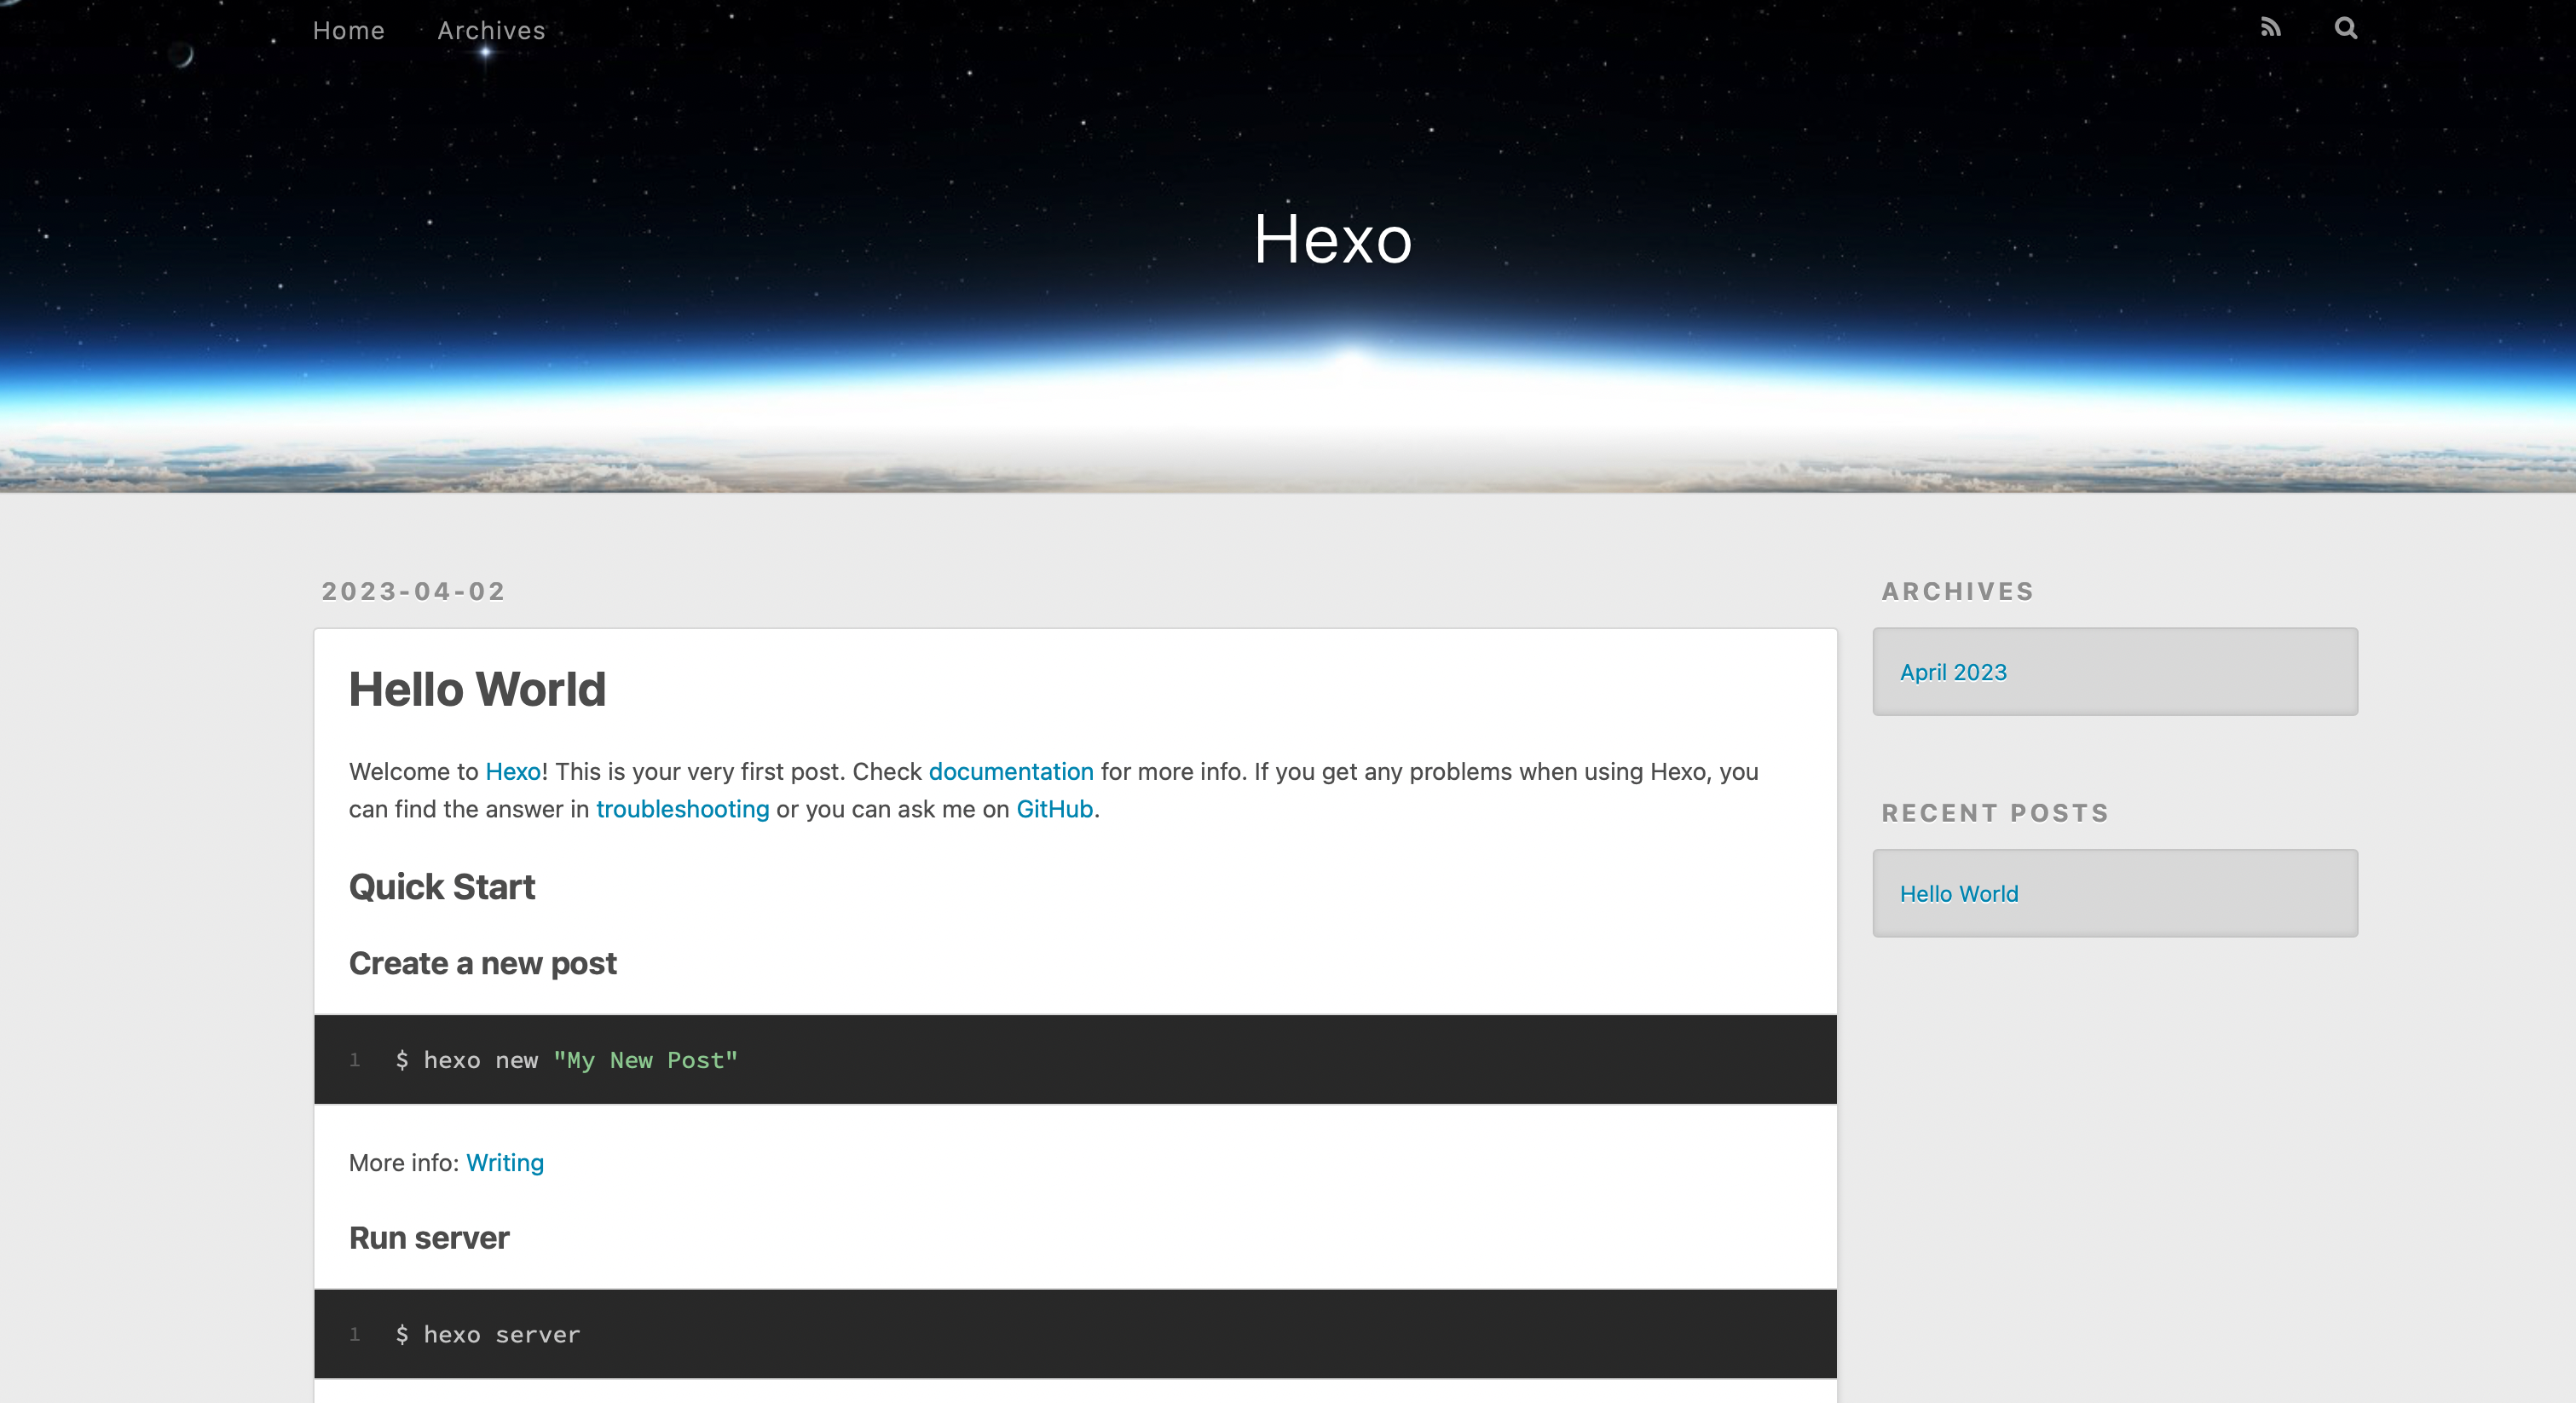 Home Archives
Hexo
2023-04-02
Hello World
Welcome to Hexo! This is your very first post. Check documentation for more info. If you get any problems when using Hexo, you
can find the answer in troubleshooting or you can ask me on GitHub.
Quick Start
Create a new post
1 $ hexo new "My New Post"
More info: Writing
Run server
1 $ hexo server
ARCHIVES
April 2023
RECENT POSTS
Hello World